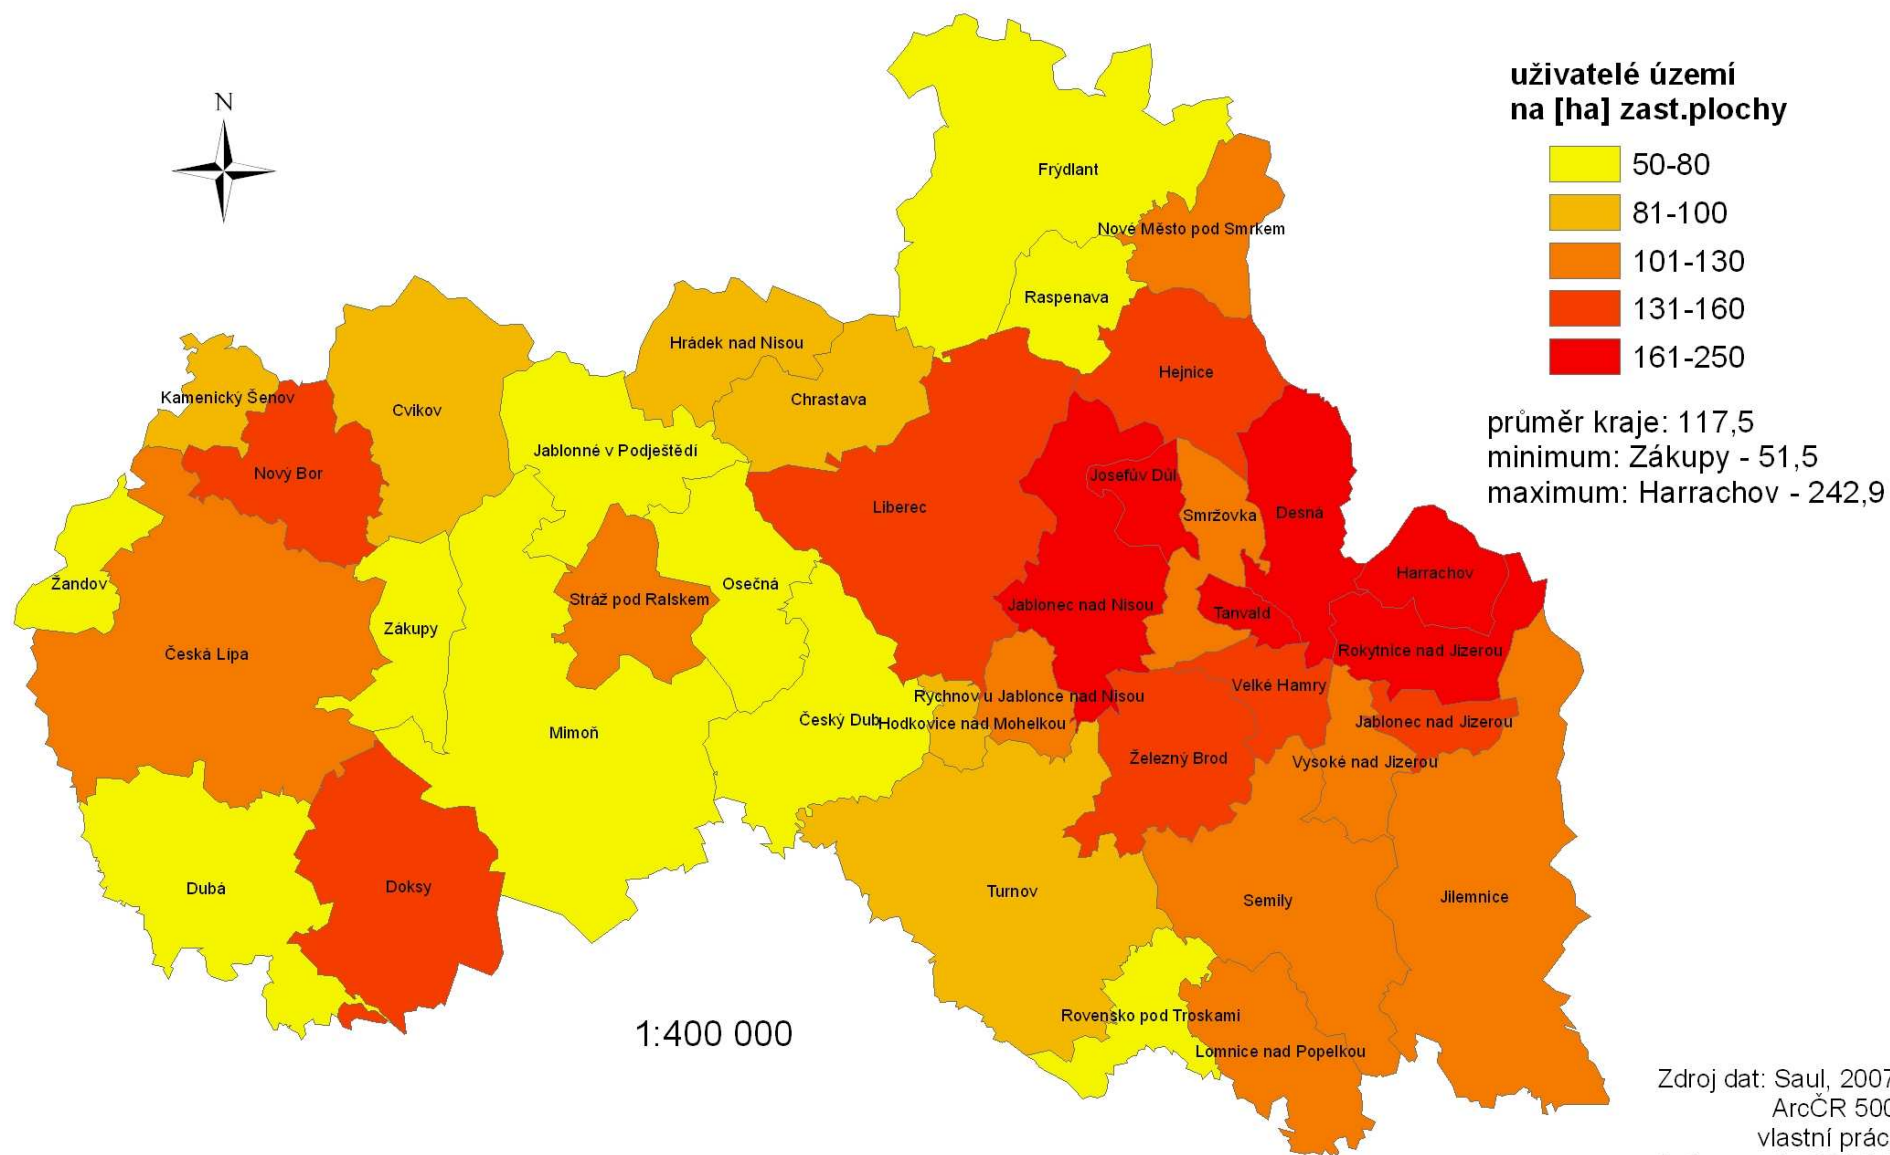 N
uživatelé území
na [ha] zast.plochy
50-80
81-100
101-130
131-160
161-250
průměr kraje: 117,5
minimum: Zákupy - 51,5
maximum: Harrachov - 242,9
Frýdlant
Nové Město pod Smrkem
Raspenava
Hrádek nad Nisou
Hejnice
Kamenický Šenov
Chrastava
Cvikov
Jablonné v Podještědí
Nový Bor
Josefův Důl
Liberec
Smržovka
Desná
Harrachov
Žandov
Osečná
Stráž pod Ralskem
Jablonec nad Nisou
Tanvald
Zákupy
Česká Lípa
Rokytnice nad Jizerou
Velké Hamry
Rychnov u Jablonce nad Nisou
Český Dub
Hodkovice nad Mohelkou
Jablonec nad Jizerou
Mimoň
Železný Brod
Vysoké nad Jizerou
Dubá
Doksy
Turnov
Semily
Jilemnice
Rovensko pod Troskami
1:400 000
Lomnice nad Popelkou
Zdroj dat: Saul, 2007
ArcČR 500
vlastní prác